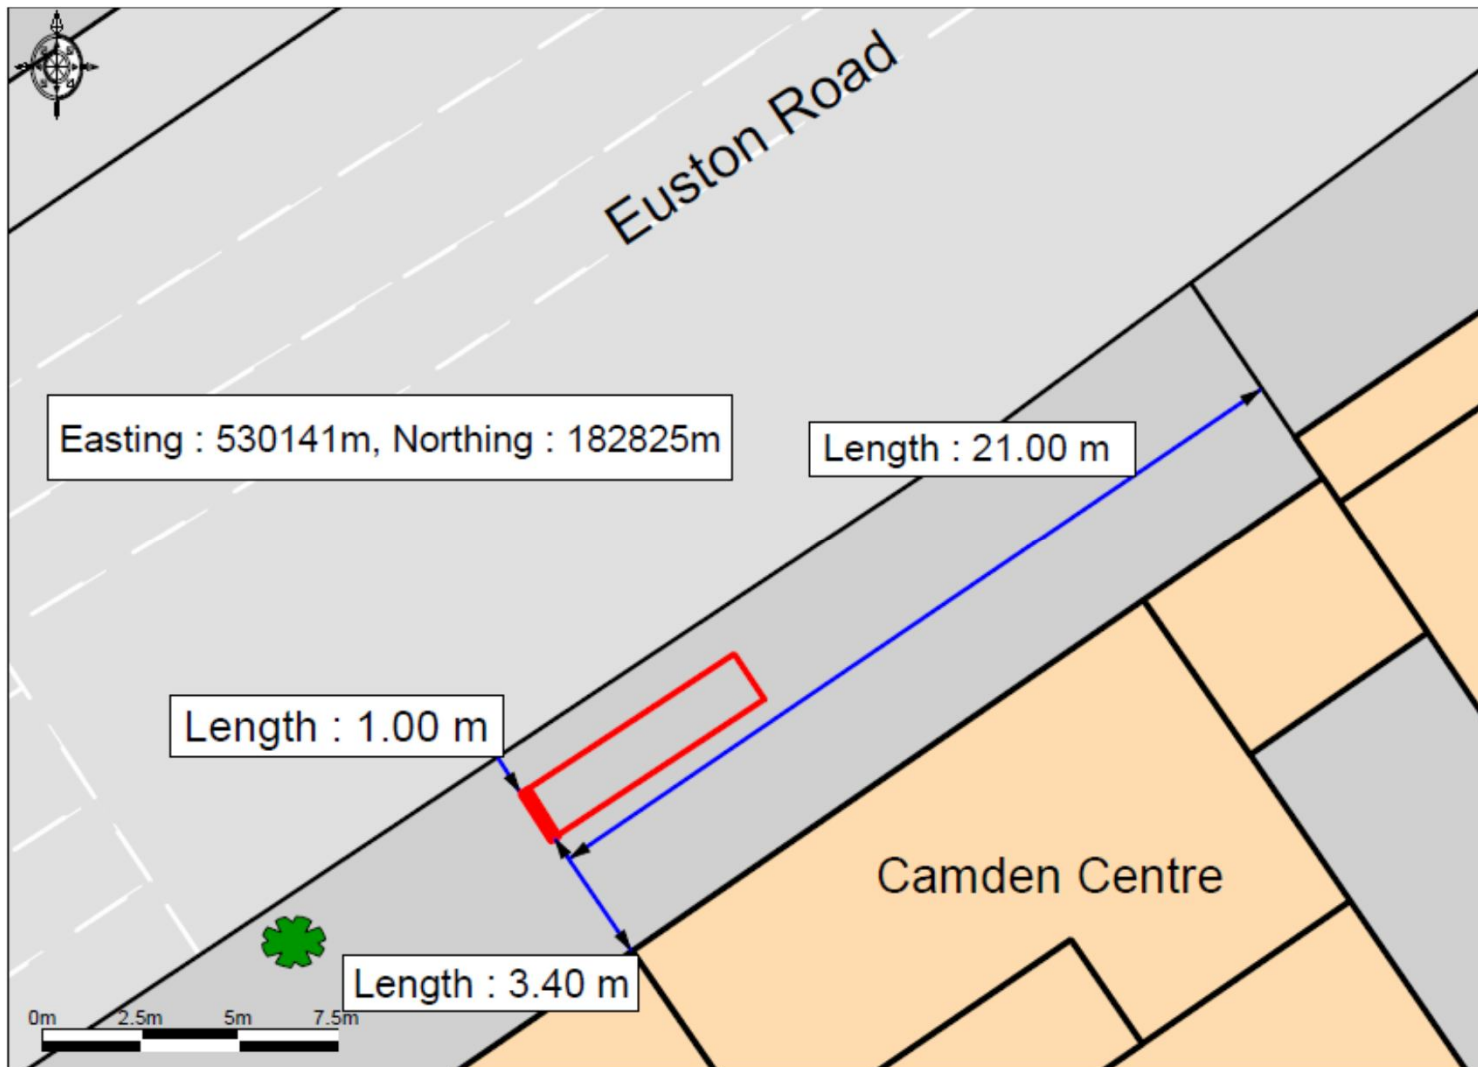 Euston Road
Easting : 530141m, Northing : 182825m
Length : 21.00 m
Length : 1.00 m
Camden Centre
Length : 3.40 m
0m 2.5m 5m 7.5m